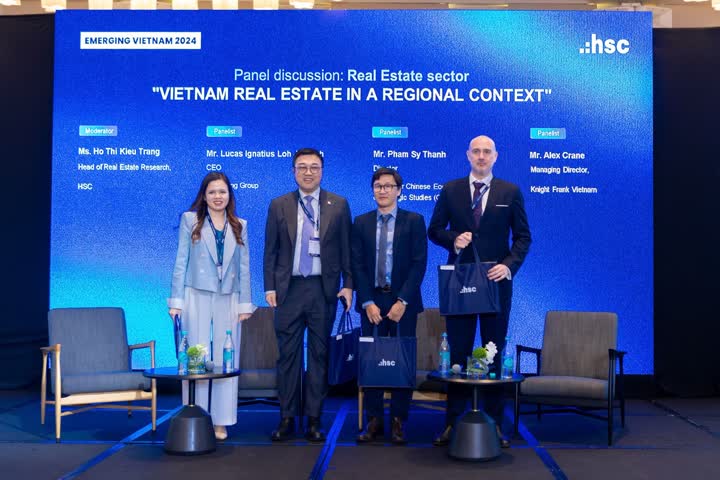 EMERGING VIETNAM 2024
hsc
Panel discussion: Real Estate sector
"VIETNAM REAL ESTATE IN A REGIONAL CONTEXT"
Moderator
Ms. Ho Thi Kieu Trang
Head of Real Estate Research,
HSC
Panelist
Mr. Lucas Ignatius Loh
CEO
Group
Panelist
Mr. Pham Sy Thanh
Director
Chinese
Studies
Panelist
Mr. Alex Crane
Managing Director,
Knight Frank Vietnam
hsc
hsc